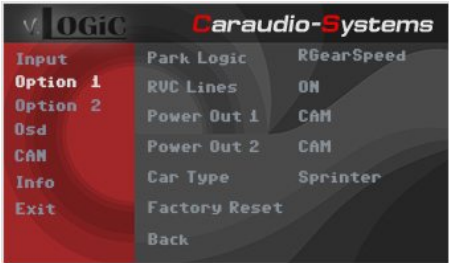 v.LOGiC Caraudio-Systems
Input
Option 1
Option 2
Osd
CAN
Info
Exit
Park Logic RGearSpeed
RVC Lines ON
Power Out 1 CAM
Power Out 2 CAM
Car Type Sprinter
Factory Reset
Back